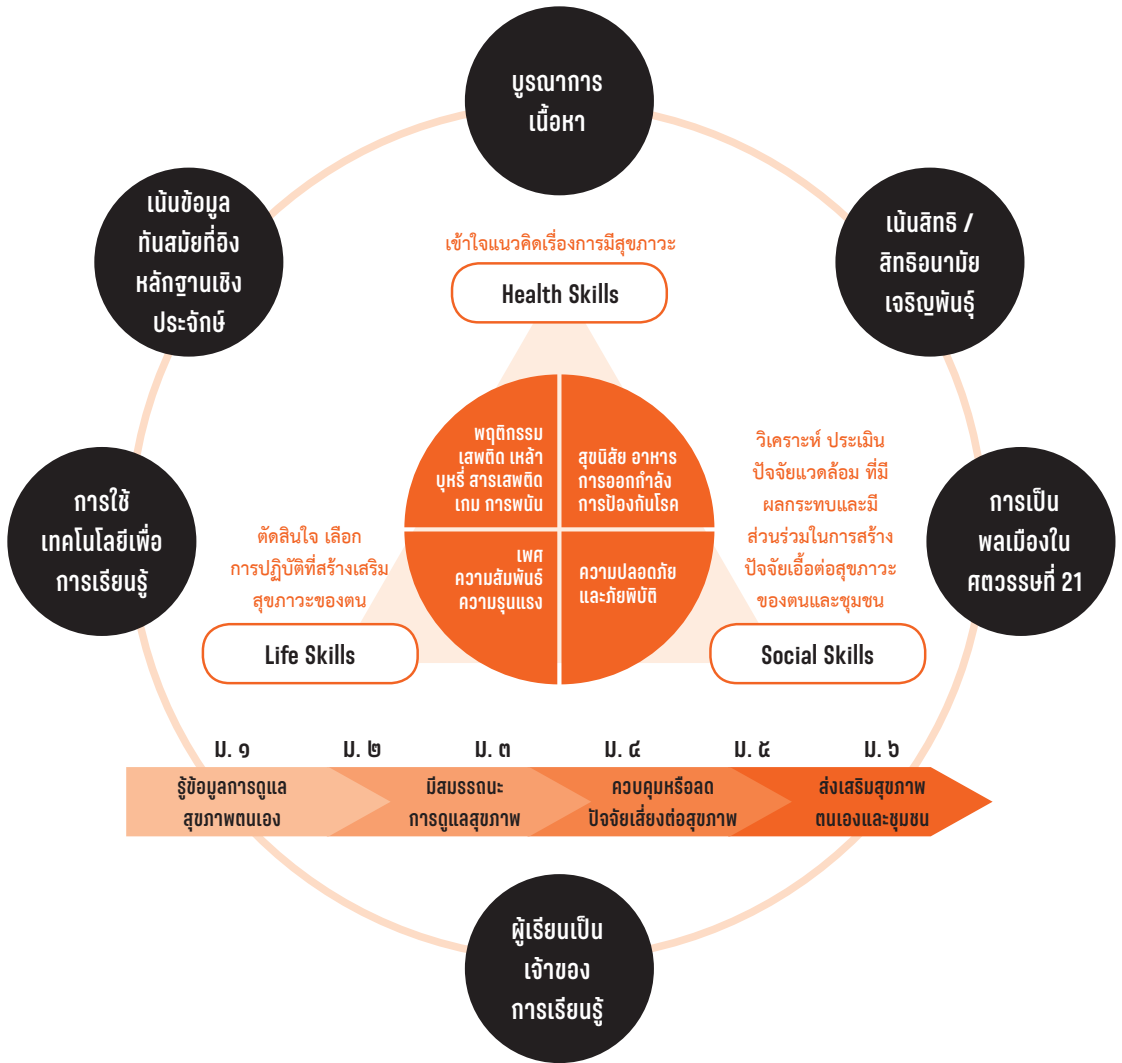 บูรณาการ
เนื้อหา
เน้นข้อมูล
ทันสมัยที่อิง
หลักฐานเชิง
ประจักษ์
เน้นสิทธิ /
สิทธิอนามัย
เจริญพันธุ์
เข้าใจแนวคิดเรื่องการมีสุขภาวะ
Health Skills
พฤติกรรม
เสพติด เหล้า
บุหรี่ สารเสพติด
เกม การพนัน
สุขนิสัย อาหาร
การออกกำลัง
การป้องกันโรค
เพศ
ความสัมพันธ์
ความรุนแรง
ความปลอดภัย
และภัยพิบัติ
การใช้
เทคโนโลยีเพื่อ
การเรียนรู้
ตัดสินใจ เลือก
การปฏิบัติที่สร้างเสริม
สุขภาวะของตน
Life Skills
วิเคราะห์ ประเมิน
ปัจจัยแวดล้อม ที่มี
ผลกระทบและมี
ส่วนร่วมในการสร้าง
ปัจจัยเอื้อต่อสุขภาวะ
ของตนและชุมชน
Social Skills
การเป็น
พลเมืองใน
ศตวรรษที่ 21
ม. ๑ ม. ๒ ม. ๓ ม. ๔ ม. ๕ ม. ๖
รู้ข้อมูลการดูแล
สุขภาพตนเอง
มีสมรรถนะ
การดูแลสุขภาพ
ควบคุมหรือลด
ปัจจัยเสี่ยงต่อสุขภาพ
ส่งเสริมสุขภาพ
ตนเองและชุมชน
ผู้เรียนเป็น
เจ้าของ
การเรียนรู้